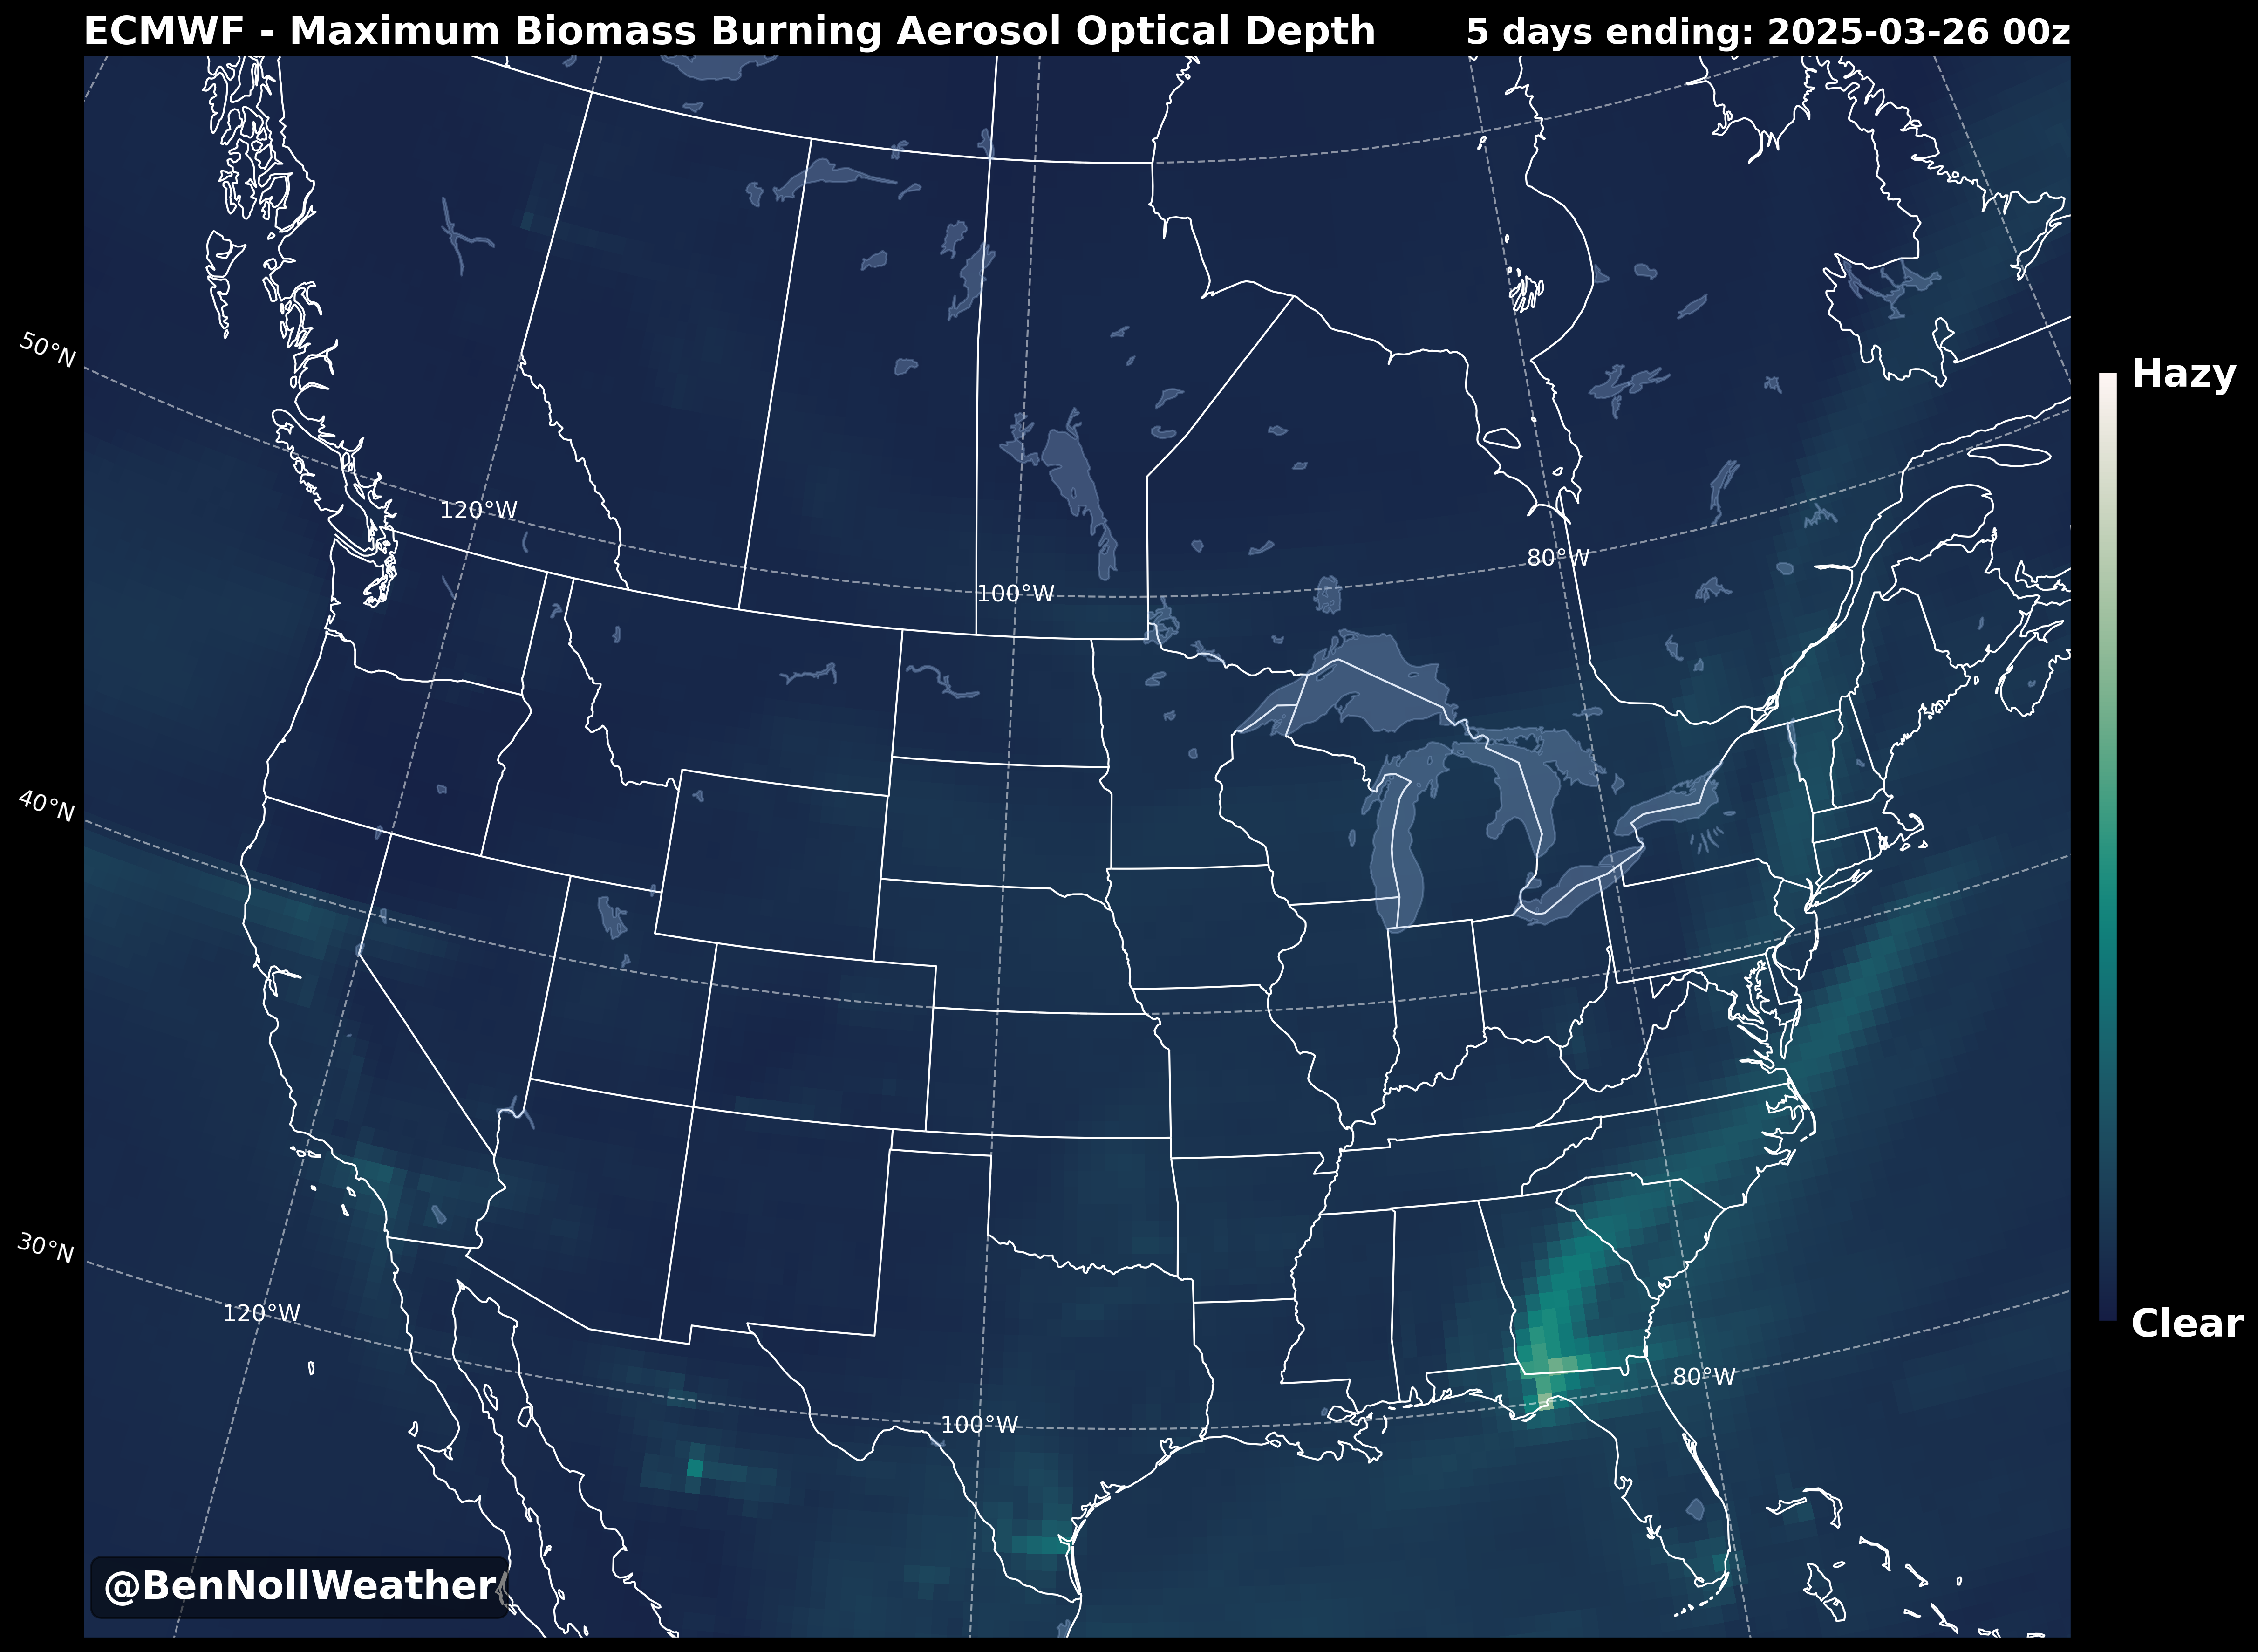 ECMWF - Maximum Biomass Burning Aerosol Optical Depth
5 days ending: 2025-03-26 00z
50°N
Hazy
120°W
80°W
100°W
40°N
30°N
120°W
Clear
80°W
100°W
@BenNollWeather